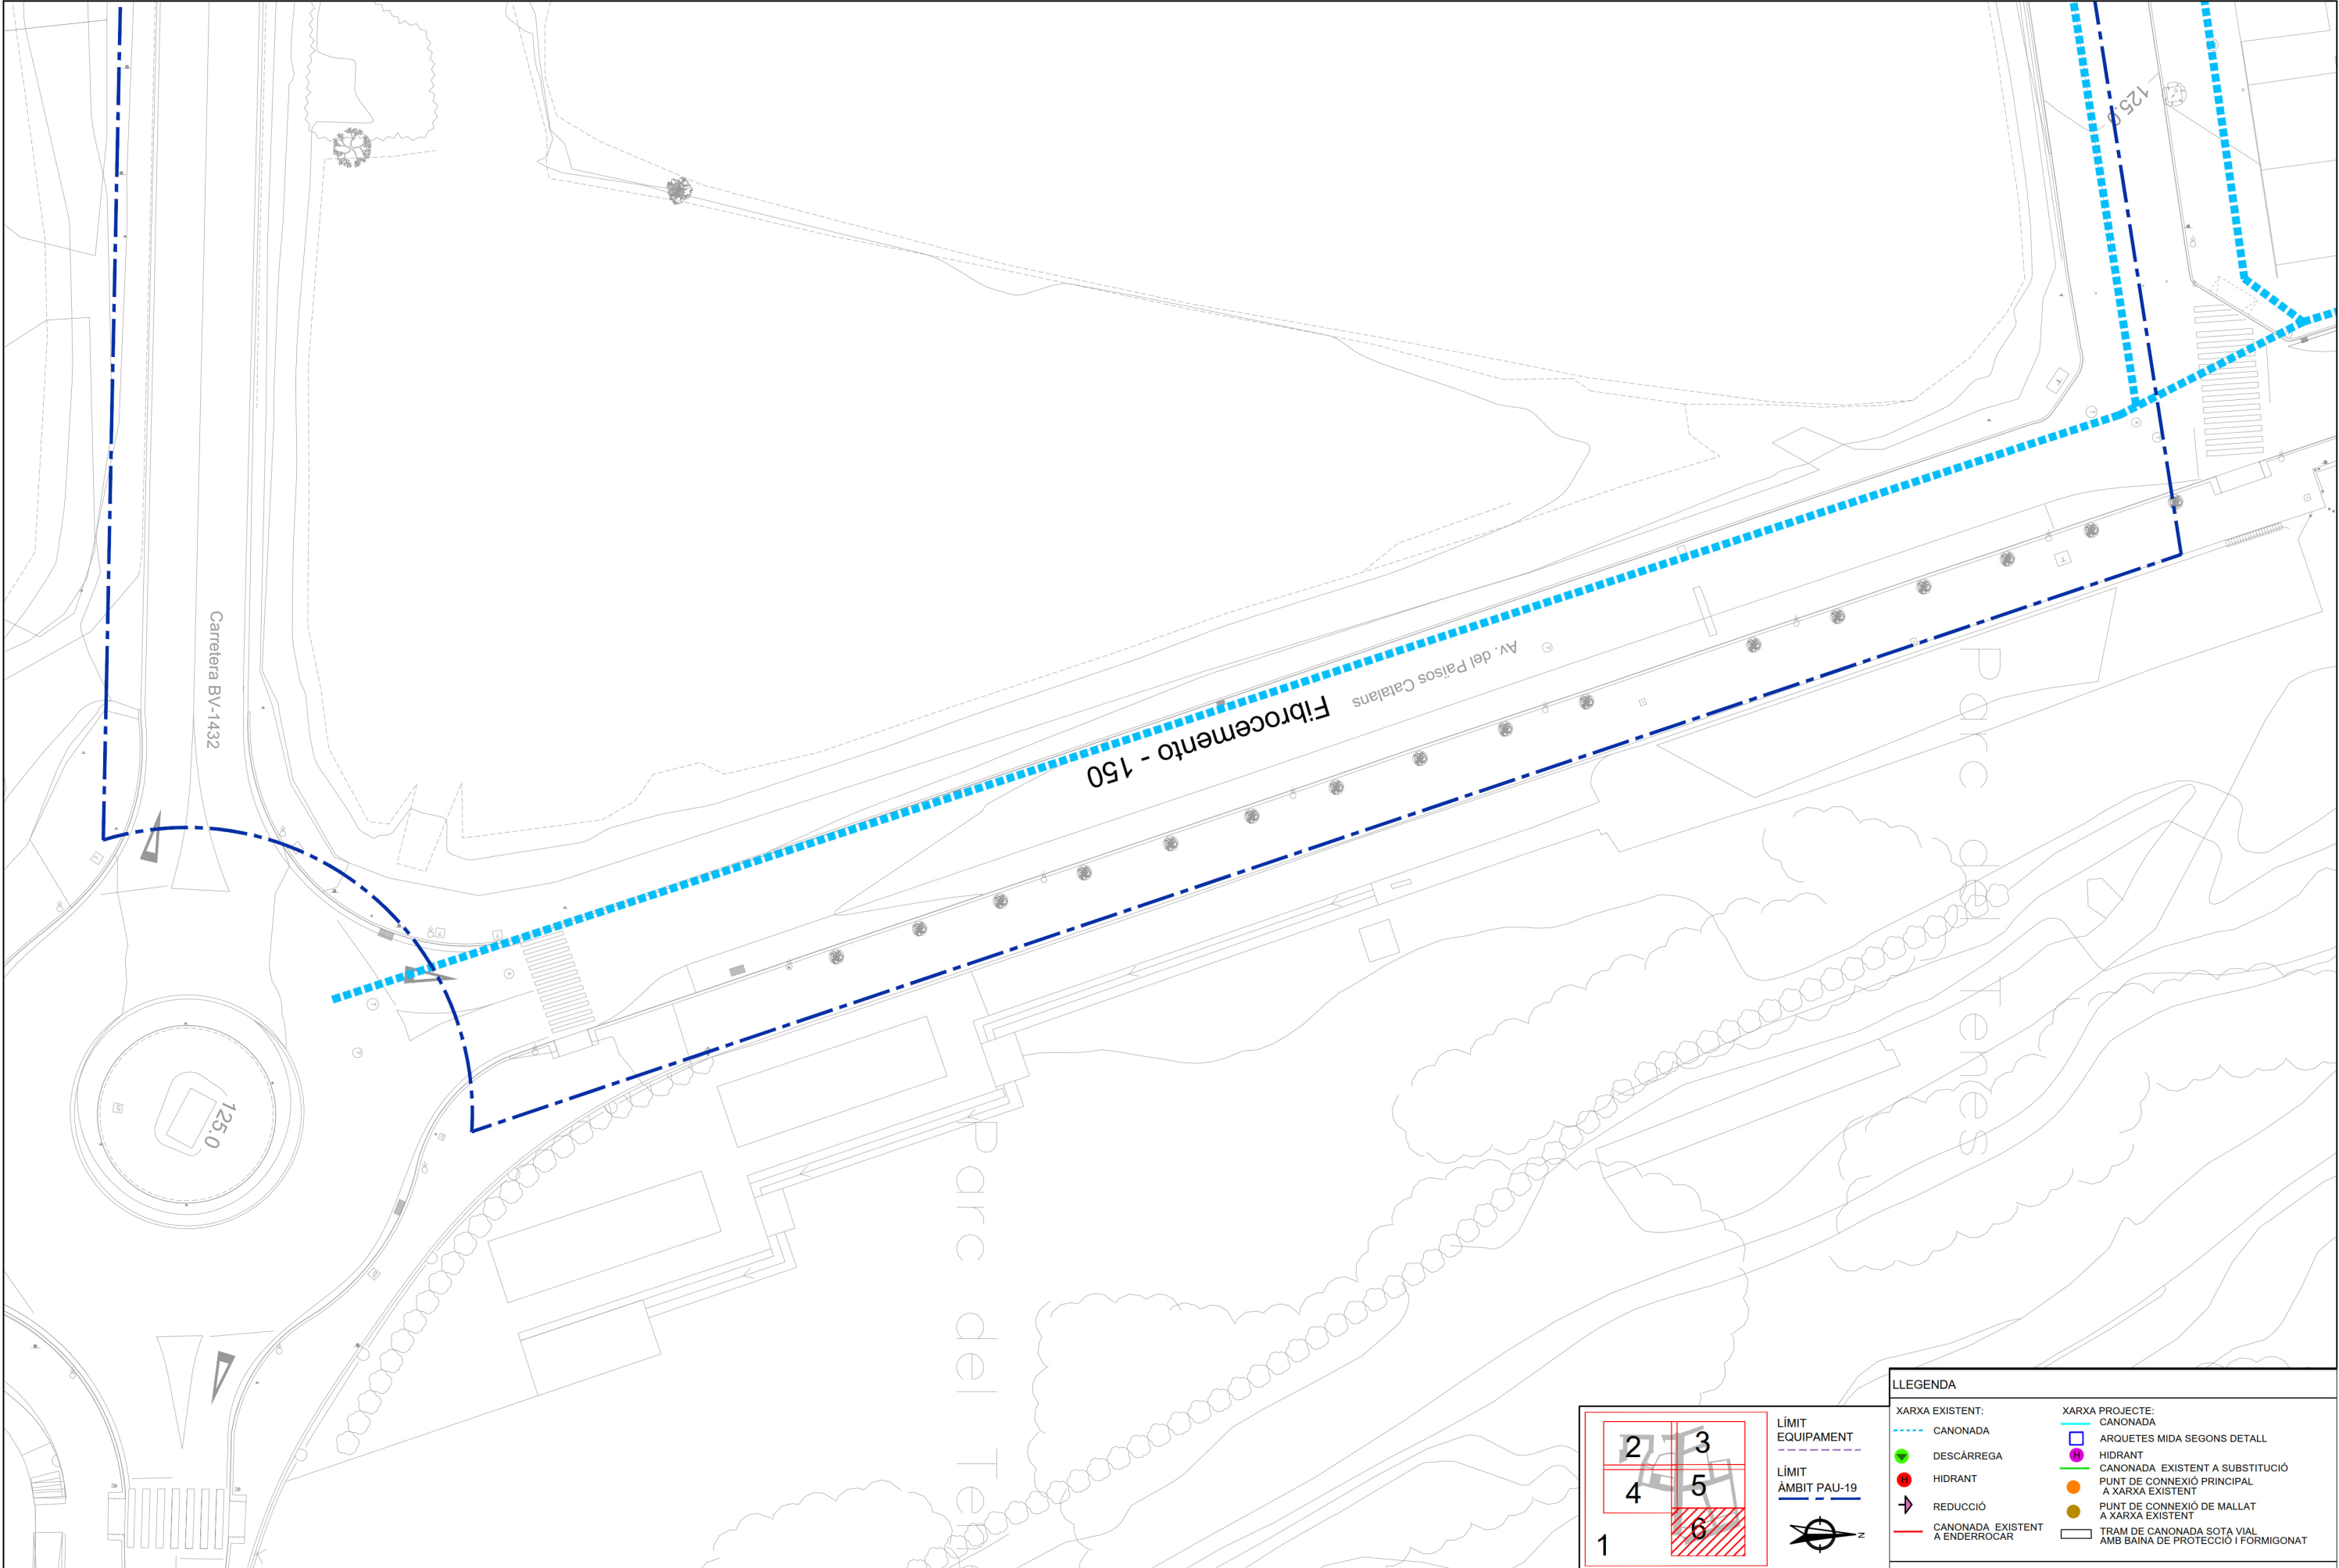 125.0
Carretera BV-1432
Av. del Països Catalans
Fibrocemento - 150
Parc del Torrent
125.0
Parc del T
LLEGENDA
XARXA EXISTENT:
CANONADA
DESCÀRREGA
H
HIDRANT
REDUCCIÓ
CANONADA EXISTENT
A ENDERROCAR
XARXA PROJECTE:
CANONADA
ARQUETES MIDA SEGONS DETALL
H
HIDRANT
CANONADA EXISTENT A SUBSTITUCIÓ
PUNT DE CONNEXIÓ PRINCIPAL
A XARXA EXISTENT
PUNT DE CONNEXIÓ DE MALLAT
A XARXA EXISTENT
TRAM DE CANONADA SOTA VIAL
AMB BAINA DE PROTECCIÓ I FORMIGONAT
LÍMIT
EQUIPAMENT
LÍMIT
ÀMBIT PAU-19
N
2
3
4
5
6
1